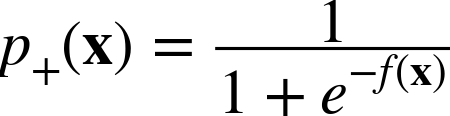 p₊(𝐱) = 1 / (1 + e^{−f(𝐱)})